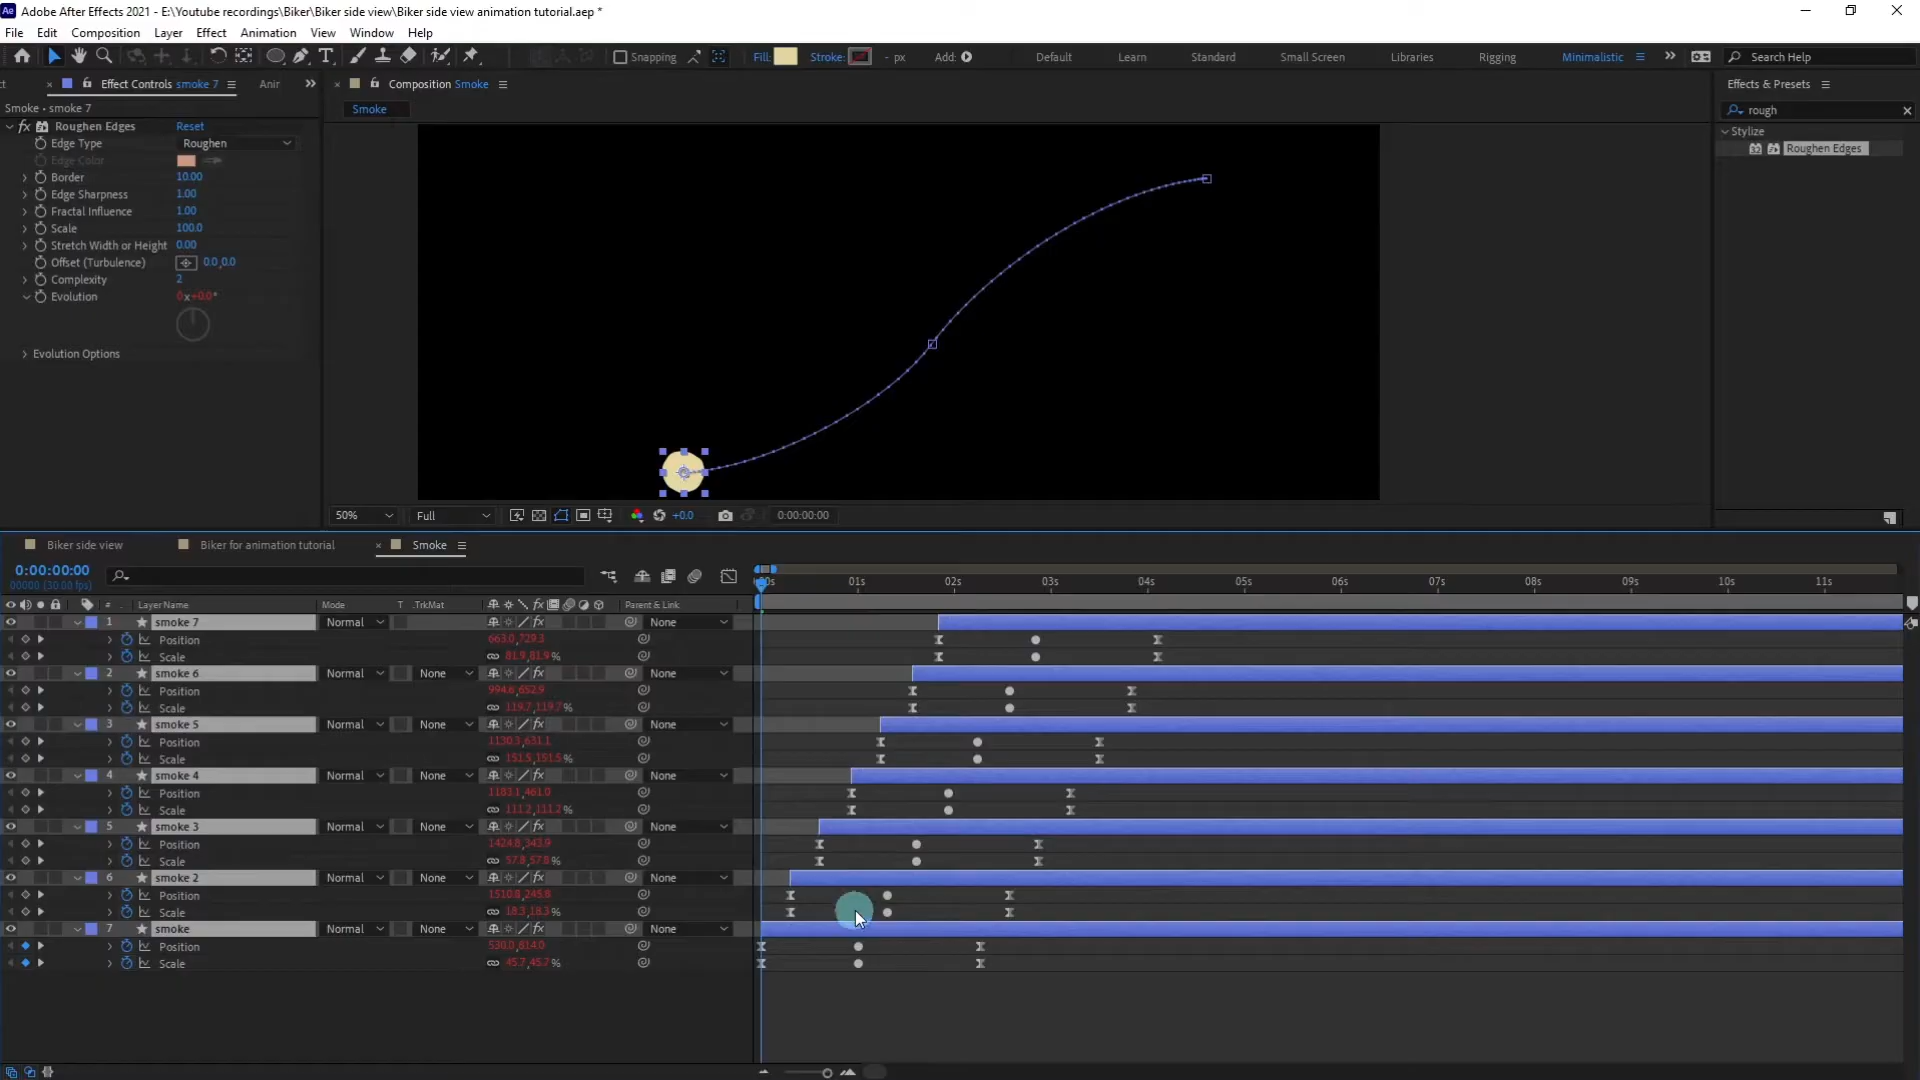 Adobe After Effects 2021 - E:\Youtube recordings\Biker\Biker side view\Biker side view animation tutorial.aep *
File Edit Composition Layer Effect Animation View Window Help
Snapping Fill: Stroke: - px Add: Default Learn Standard Small Screen Libraries Rigging Minimalistic Search Help
Effect Controls smoke 7 Anir Composition Smoke Effects & Presets
Smoke • smoke 7 Smoke rough
fx Roughen Edges Reset
Stylize
Edge Type Roughen
Roughen Edges
Edge Color
Border 10.00
Edge Sharpness 1.00
Fractal Influence 1.00
Scale 100.0
Stretch Width or Height 0.00
Offset (Turbulence) 0.0,0.0
Complexity 2
Evolution 0x+0.0°
Evolution Options
50% Full +0.0 0:00:00:00
Biker side view Biker for animation tutorial Smoke
0:00:00:00
00000 (30.00 fps)
01s 02s 03s 04s 05s 06s 07s 08s 09s 10s 11s
# Layer Name Mode T .TrkMat fx Parent & Link
1 smoke 7 Normal None
Position 663.0,729.3
Scale 81.9,81.9%
2 smoke 6 Normal None None
Position 994.6,652.9
Scale 119.7,119.7%
3 smoke 5 Normal None None
Position 1130.3,631.1
Scale 151.5,151.5%
4 smoke 4 Normal None None
Position 1183.1,461.0
Scale 111.2,111.2%
5 smoke 3 Normal None None
Position 1424.8,343.9
Scale 57.8,57.8%
6 smoke 2 Normal None None
Position 1510.8,245.8
Scale 18.3,18.3%
7 smoke Normal None None
Position 530.0,814.0
Scale 45.7,45.7%